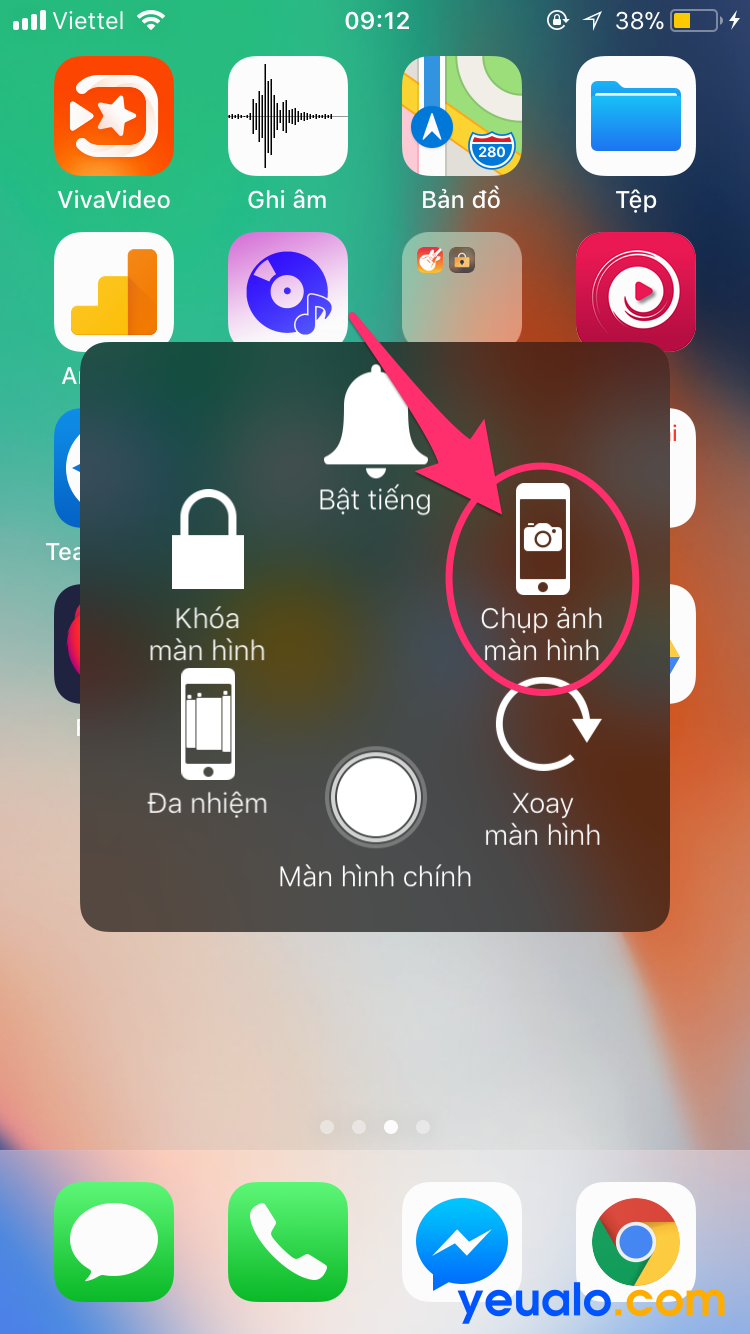 Viettel 09:12 38%
VivaVideo Ghi âm Bản đồ Tệp
280
Bật tiếng
Khóa
màn hình
Chụp ảnh
màn hình
Đa nhiệm
Xoay
màn hình
Màn hình chính
yeualo.com